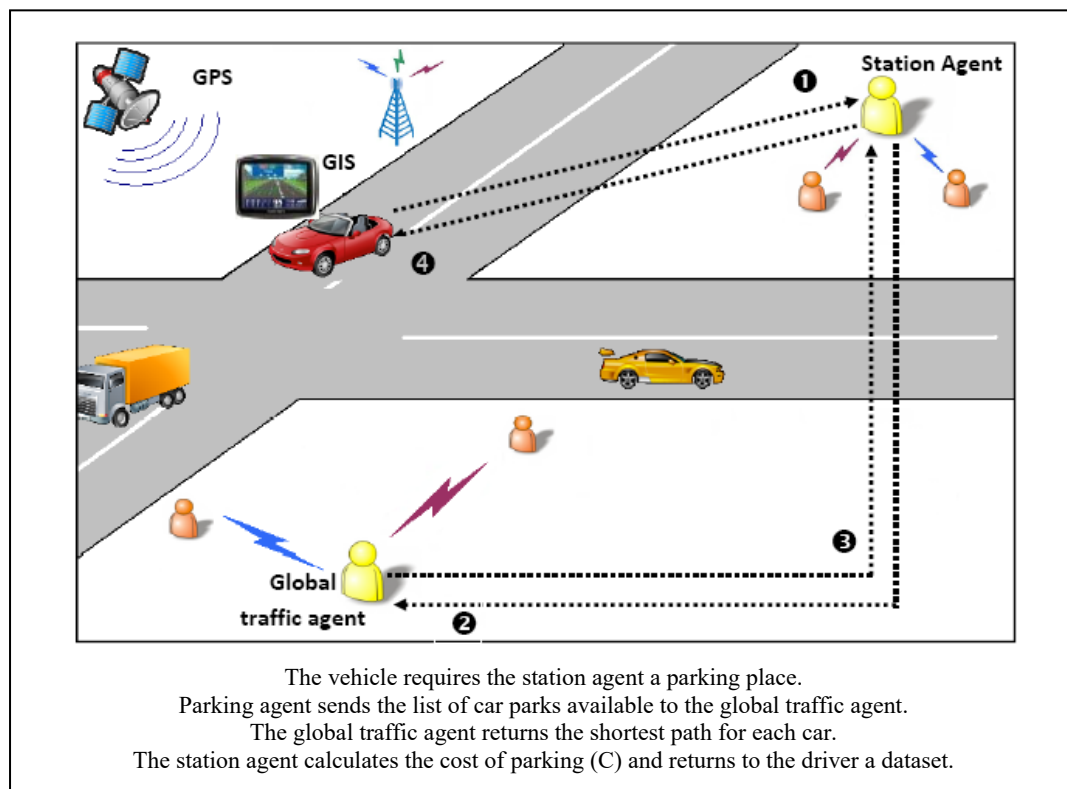 GPS
Station Agent
❶
GIS
❹
❸
Global
traffic agent
❷
The vehicle requires the station agent a parking place.
Parking agent sends the list of car parks available to the global traffic agent.
The global traffic agent returns the shortest path for each car.
The station agent calculates the cost of parking (C) and returns to the driver a dataset.